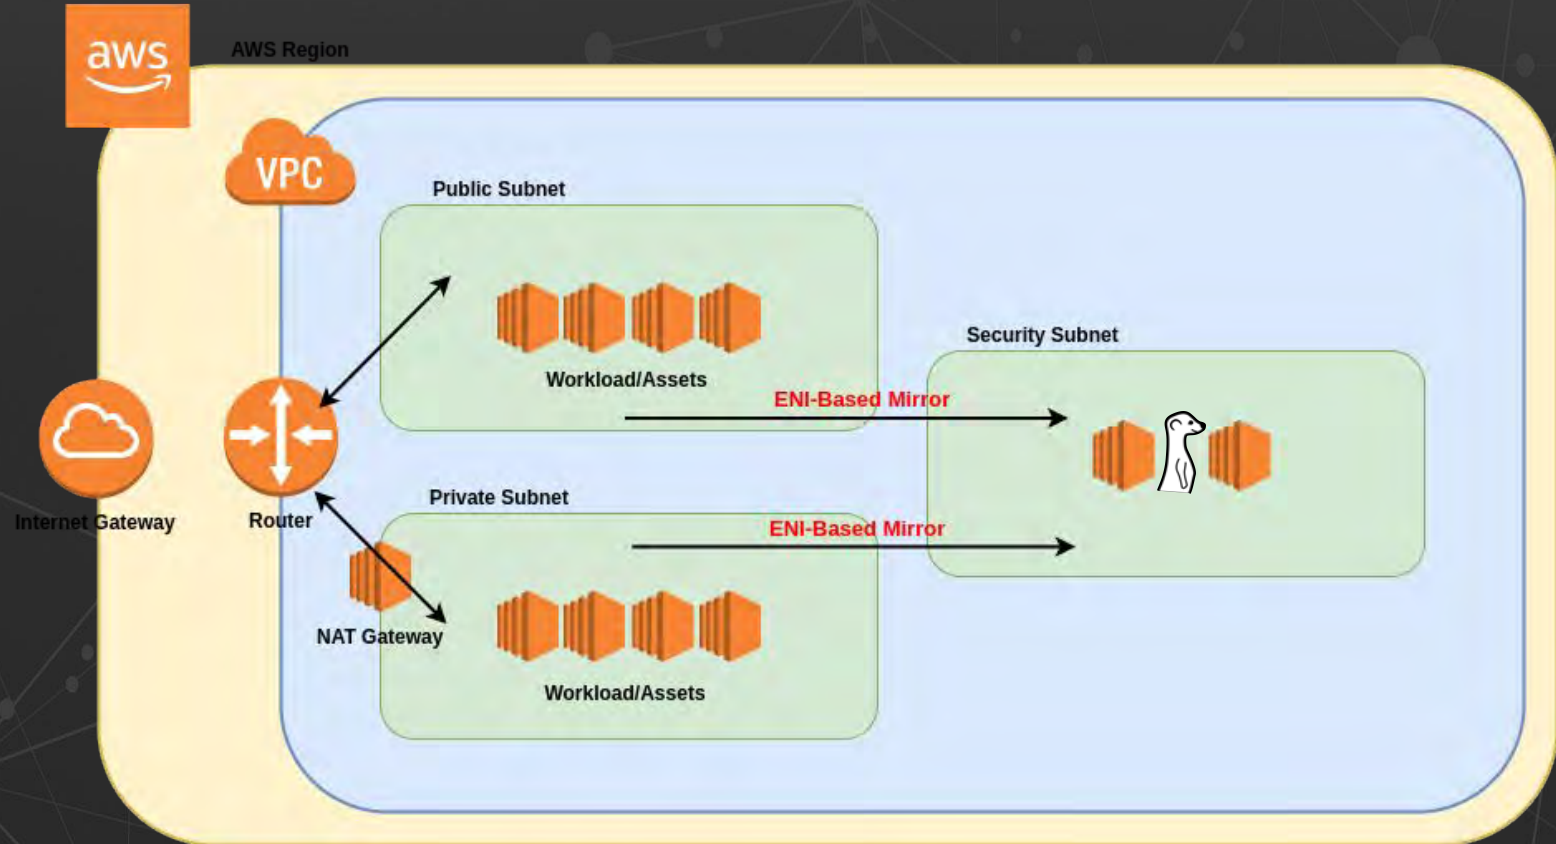 aws
AWS Region
VPC
Public Subnet
Workload/Assets
ENI-Based Mirror
Security Subnet
Internet Gateway
Router
Private Subnet
ENI-Based Mirror
NAT Gateway
Workload/Assets